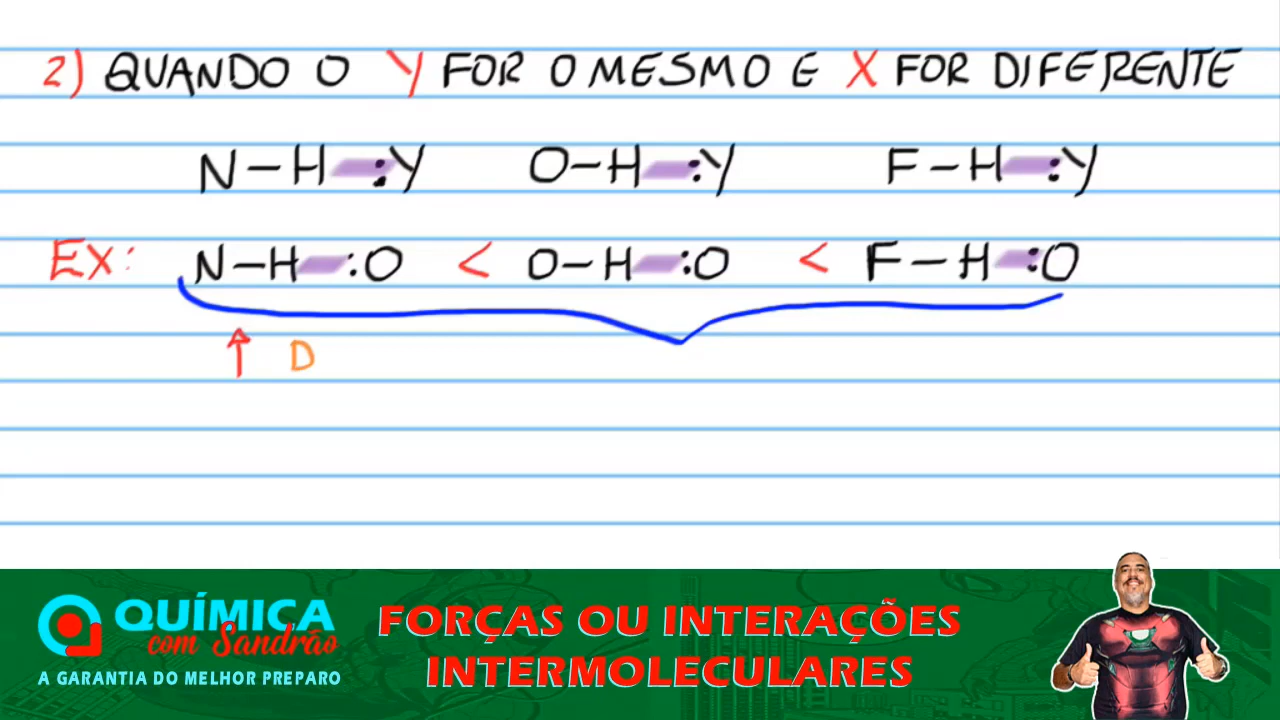 2) QUANDO O Y FOR O MESMO E X FOR DIFERENTE
N–H :Y O–H :Y F–H :Y
EX: N–H :O < O–H :O < F–H :O
↑ D
QUÍMICA
com Sandrão
A GARANTIA DO MELHOR PREPARO
FORÇAS OU INTERAÇÕES
INTERMOLECULARES